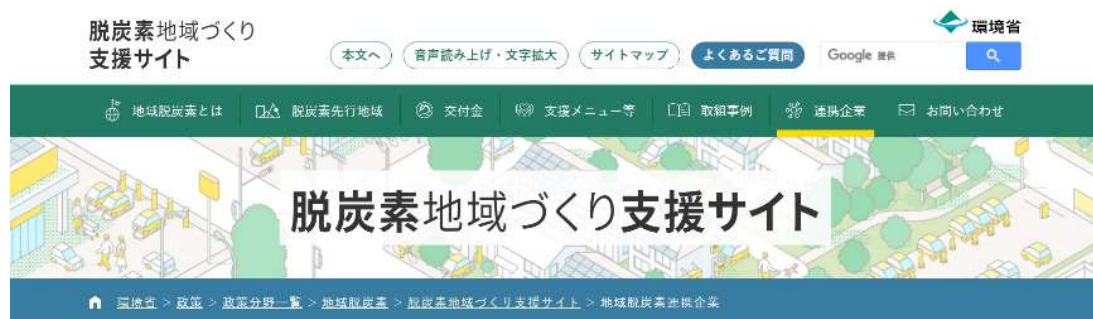 脱炭素地域づくり
支援サイト
環境省
本文へ
音声読み上げ・文字拡大
サイトマップ
よくあるご質問
Google 提供
地域脱炭素とは
脱炭素先行地域
交付金
支援メニュー等
取組事例
連携企業
お問い合わせ
脱炭素地域づくり支援サイト
環境省 > 政策 > 政策分野一覧 > 地域脱炭素 > 脱炭素地域づくり支援サイト > 地域脱炭素連携企業